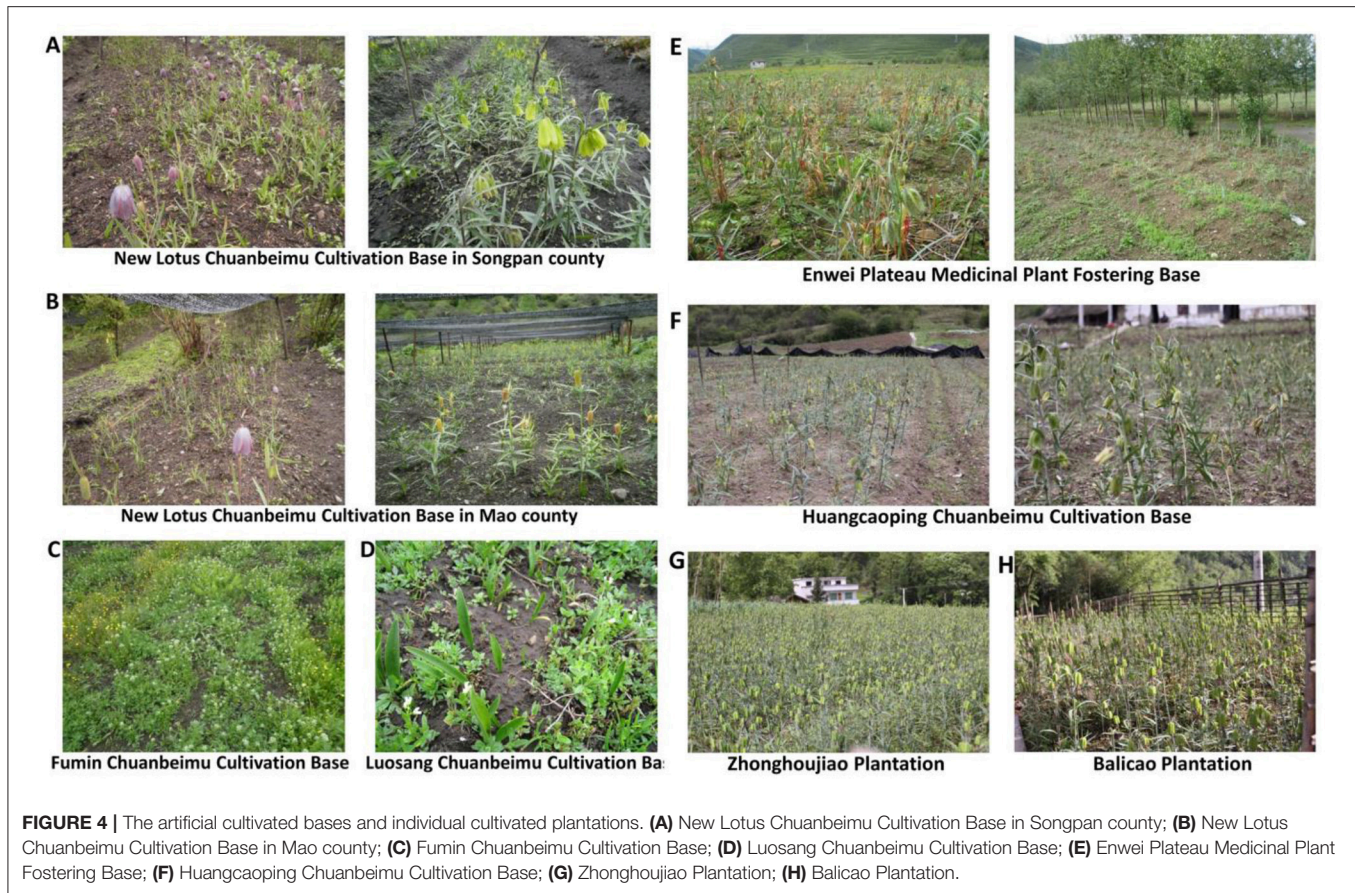 A
E
New Lotus Chuanbeimu Cultivation Base in Songpan county
Enwei Plateau Medicinal Plant Fostering Base
B
F
New Lotus Chuanbeimu Cultivation Base in Mao county
Huangcaoping Chuanbeimu Cultivation Base
C
D
G
H
Fumin Chuanbeimu Cultivation Base
Luosang Chuanbeimu Cultivation Ba
Zhonghoujiao Plantation
Balicao Plantation
FIGURE 4 | The artificial cultivated bases and individual cultivated plantations. (A) New Lotus Chuanbeimu Cultivation Base in Songpan county; (B) New Lotus
Chuanbeimu Cultivation Base in Mao county; (C) Fumin Chuanbeimu Cultivation Base; (D) Luosang Chuanbeimu Cultivation Base; (E) Enwei Plateau Medicinal Plant
Fostering Base; (F) Huangcaoping Chuanbeimu Cultivation Base; (G) Zhonghoujiao Plantation; (H) Balicao Plantation.